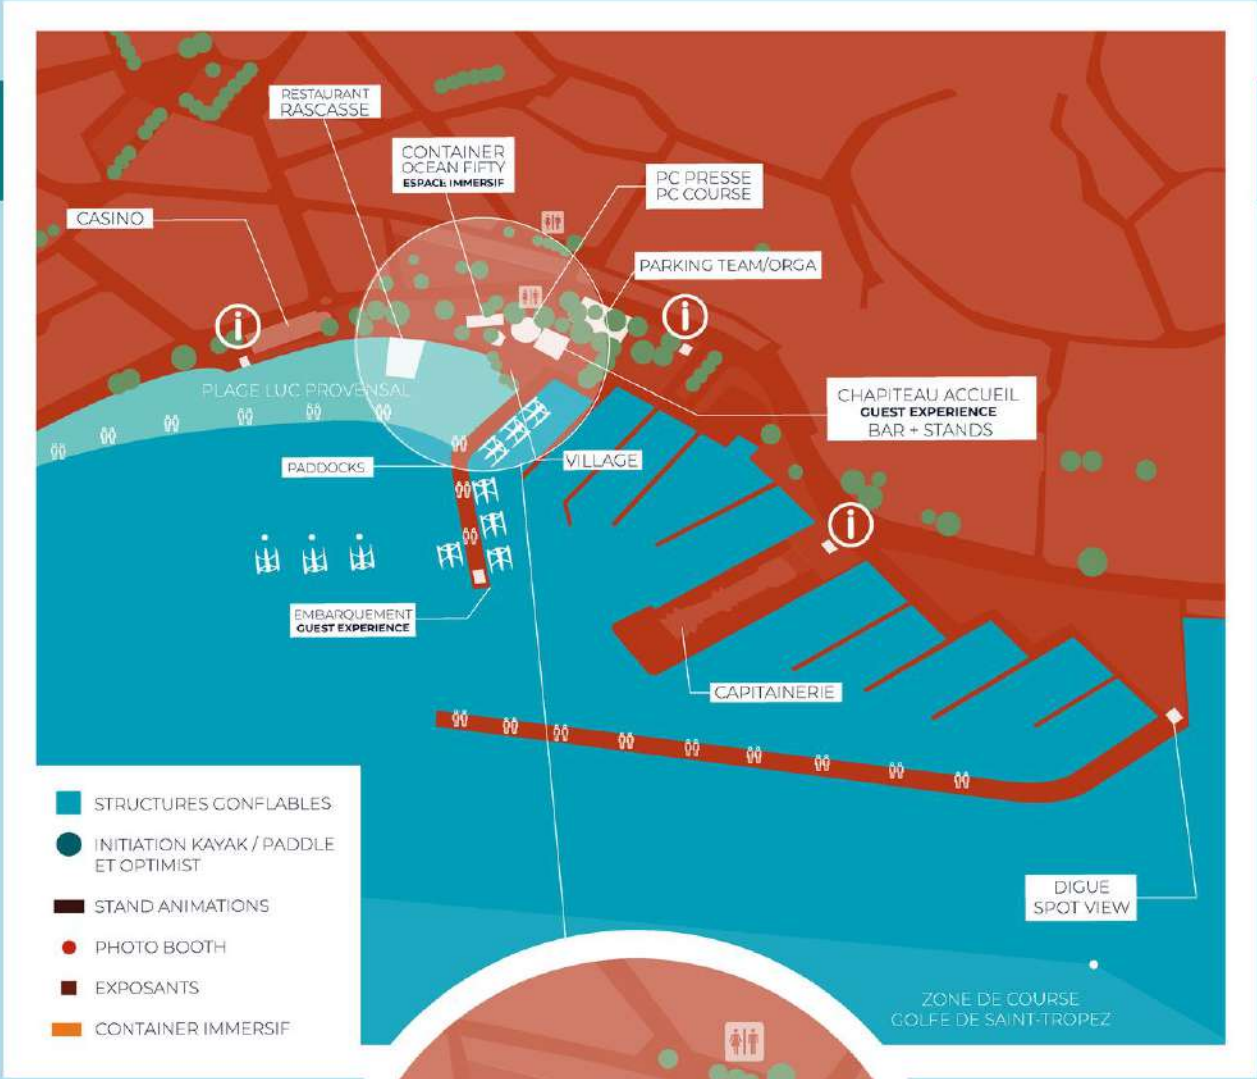 RESTAURANT
RASCASSE
CONTAINER
OCEAN FIFTY
ESPACE IMMERSIF
PC PRESSE
PC COURSE
CASINO
PARKING TEAM/ORGA
i
i
PLAGE LUC PROVENSAL
CHAPITEAU ACCUEIL
GUEST EXPERIENCE
BAR + STANDS
PADDOCKS
VILLAGE
i
EMBARQUEMENT
GUEST EXPERIENCE
CAPITAINERIE
STRUCTURES GONFLABLES
INITIATION KAYAK / PADDLE
ET OPTIMIST
STAND ANIMATIONS
PHOTO BOOTH
EXPOSANTS
CONTAINER IMMERSIF
DIGUE
SPOT VIEW
ZONE DE COURSE
GOLFE DE SAINT-TROPEZ